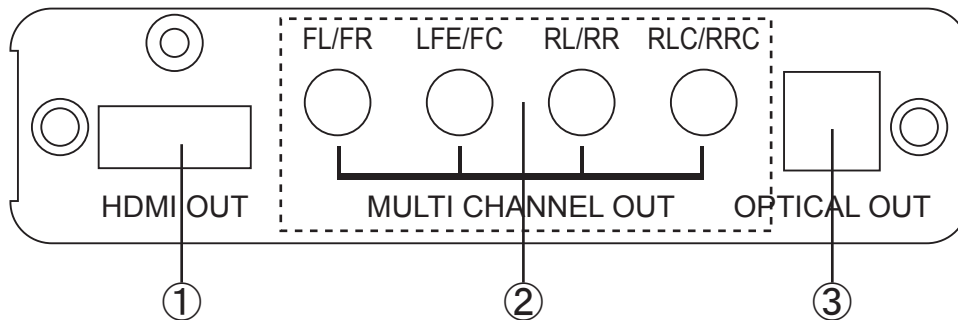 FL/FR LFE/FC RL/RR RLC/RRC
HDMI OUT MULTI CHANNEL OUT OPTICAL OUT
① ② ③